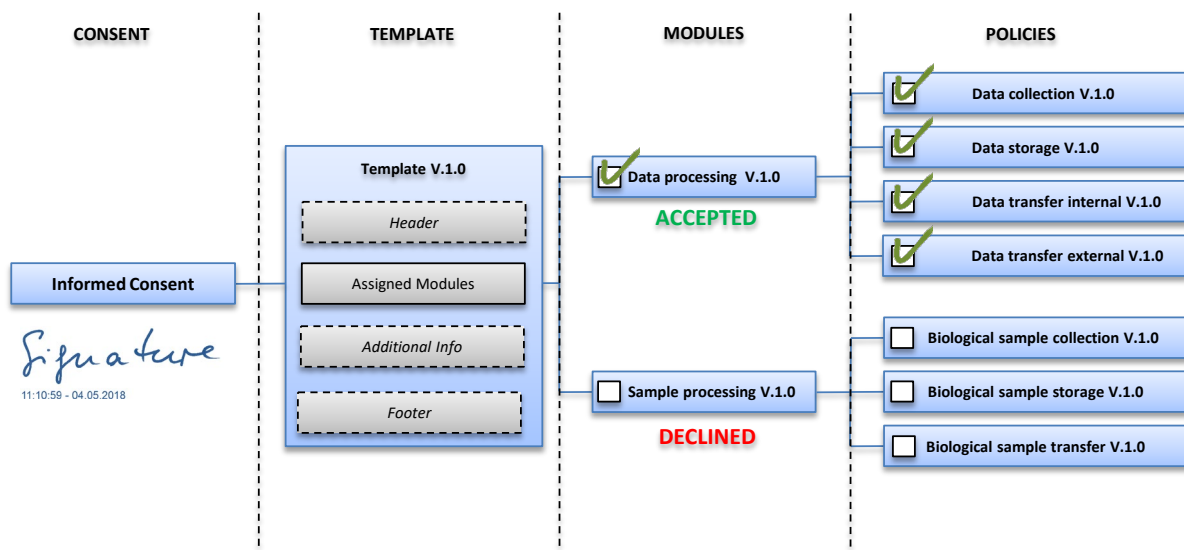 CONSENT
TEMPLATE
MODULES
POLICIES
Informed Consent
Signature
11:10:59 - 04.05.2018
Template V.1.0
Header
Assigned Modules
Additional Info
Footer
Data processing V.1.0
ACCEPTED
Sample processing V.1.0
DECLINED
Data collection V.1.0
Data storage V.1.0
Data transfer internal V.1.0
Data transfer external V.1.0
Biological sample collection V.1.0
Biological sample storage V.1.0
Biological sample transfer V.1.0